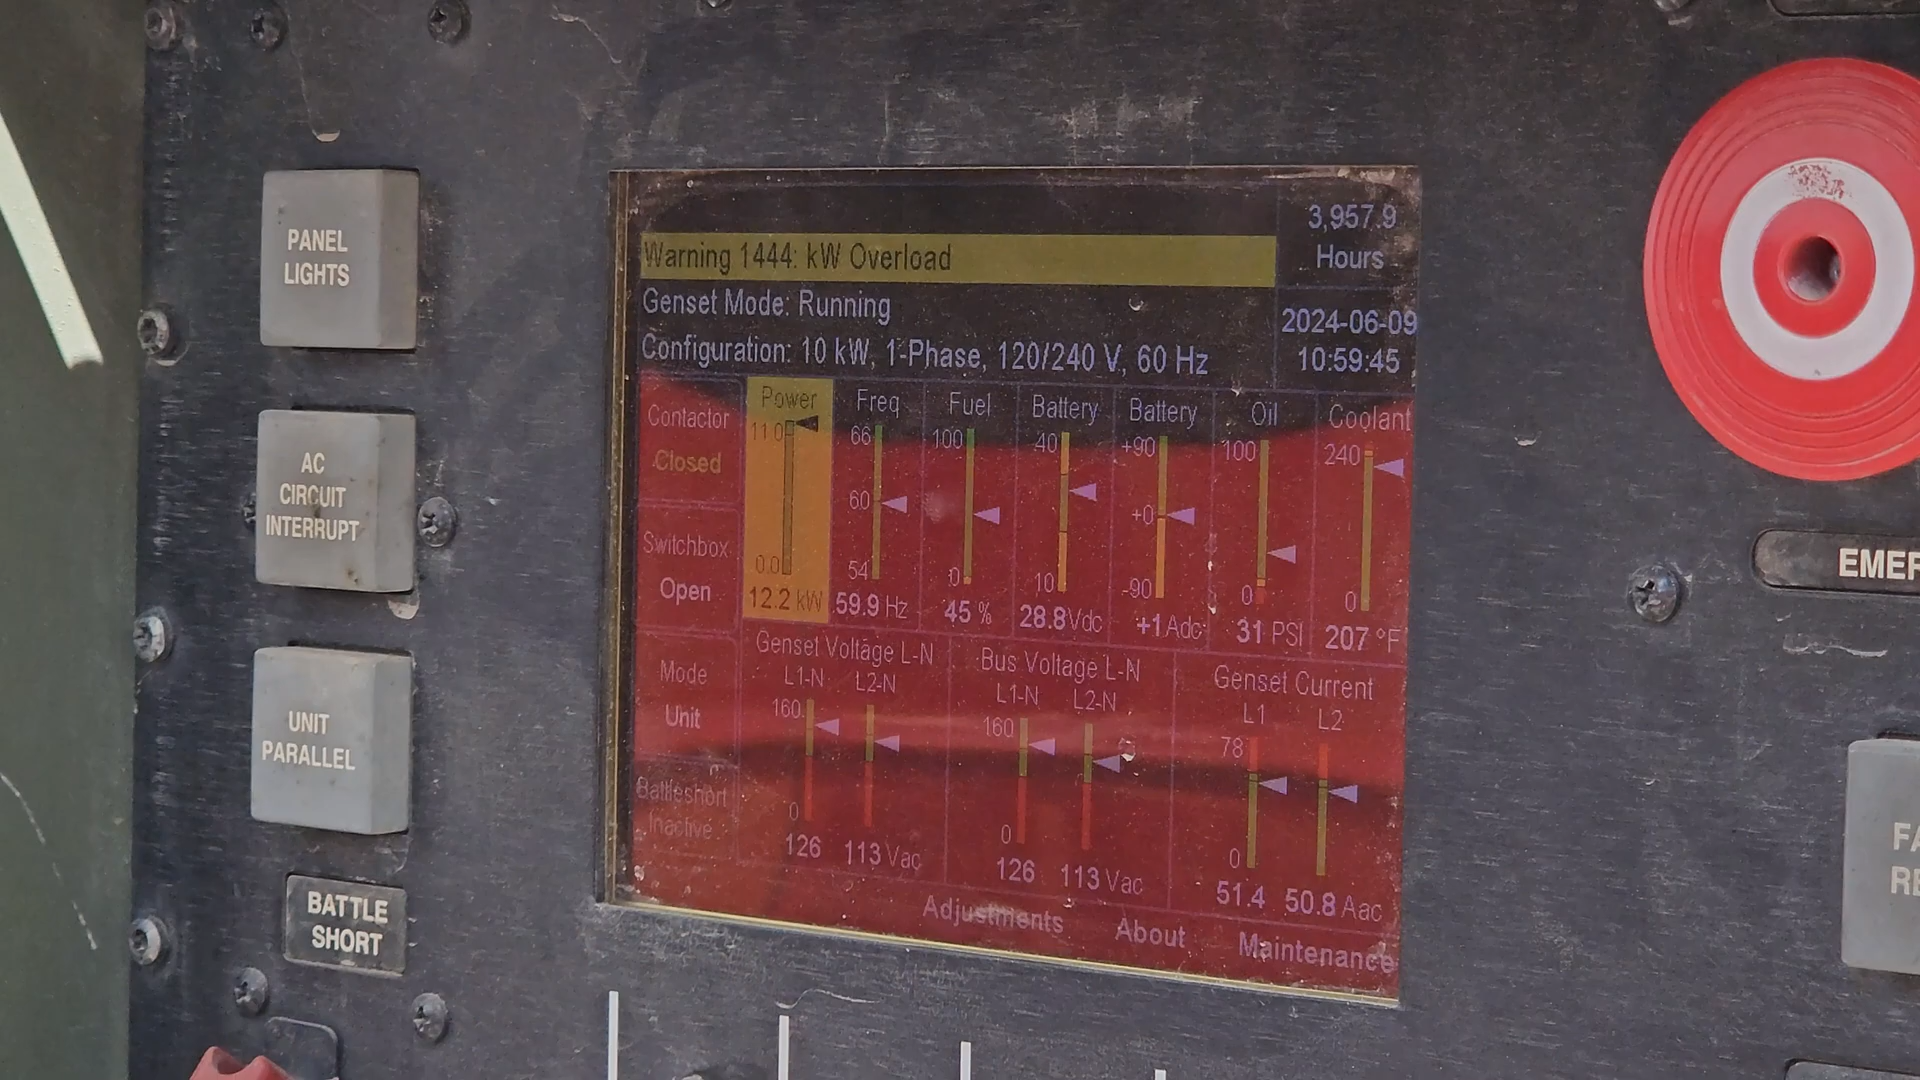 PANEL
LIGHTS
AC
CIRCUIT
INTERRUPT
UNIT
PARALLEL
BATTLE
SHORT
Warning 1444: kW Overload
3,957.9
Hours
Genset Mode: Running
Configuration: 10 kW, 1-Phase, 120/240 V, 60 Hz
2024-06-09
10:59:45
Contactor
Closed
Switchbox
Open
Mode
Unit
Battleshort
Inactive
Power
11.0
0.0
12.2 kW
Freq
66
60
54
59.9 Hz
Fuel
100
0
45 %
Battery
40
10
28.8 Vdc
Battery
+90
+0
-90
+1 Adc
Oil
100
0
31 PSI
Coolant
240
0
207 °F
Genset Voltage L-N
L1-N L2-N
160
0
126 113 Vac
Bus Voltage L-N
L1-N L2-N
160
0
126 113 Vac
Genset Current
L1 L2
78
0
51.4 50.8 Aac
Adjustments About Maintenance
EMER
FA
RE